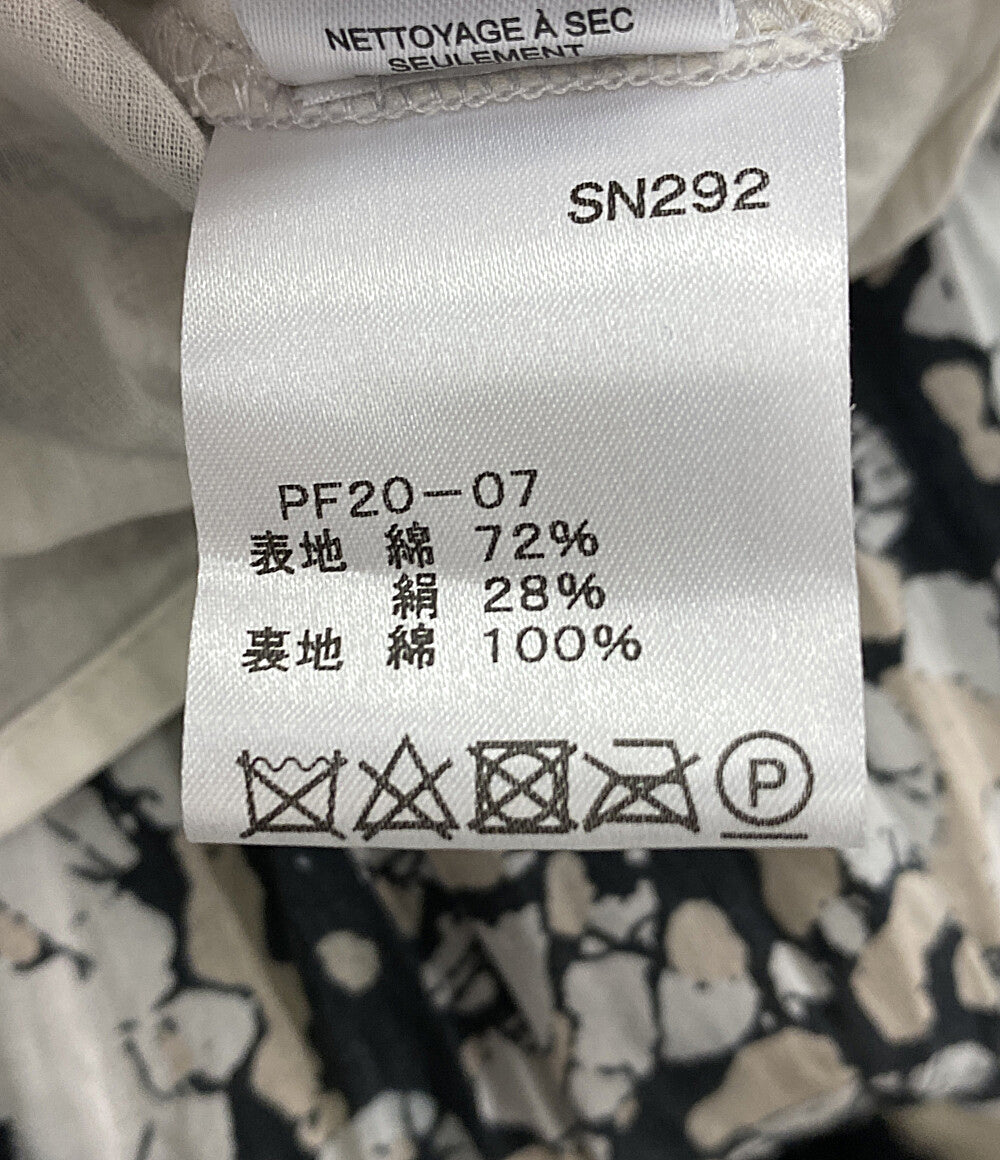 NETTOYAGE À SEC
SEULEMENT
SN292
PF20-07
表地 綿 72%
絹 28%
裏地 綿 100%
P